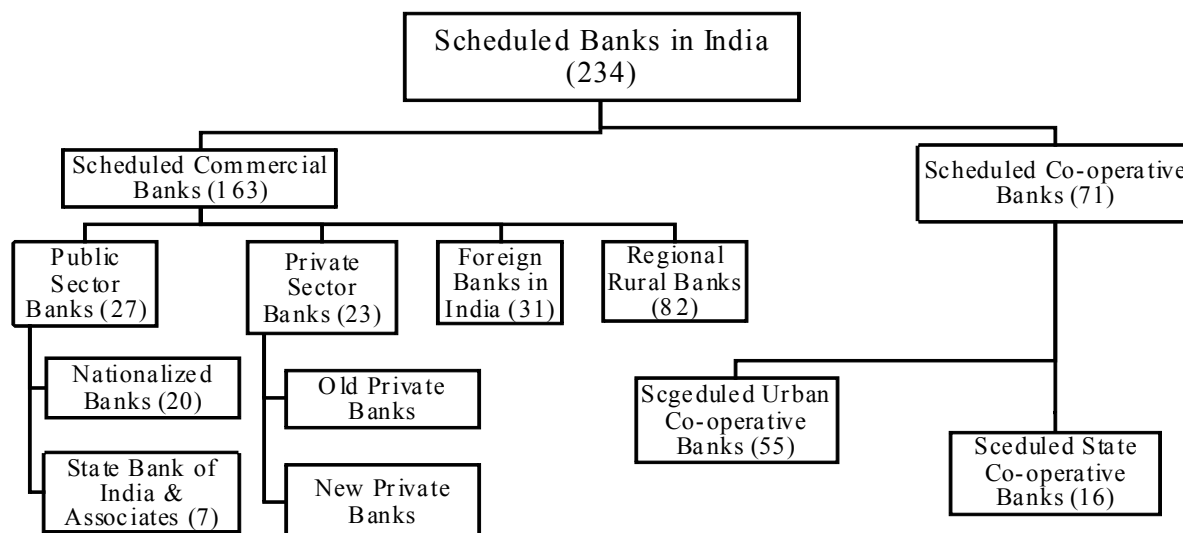 Scheduled Banks in India
(234)
Scheduled Commercial
Banks (163)
Scheduled Co-operative
Banks (71)
Public
Sector
Banks (27)
Private
Sector
Banks (23)
Foreign
Banks in
India (31)
Regional
Rural Banks
(82)
Nationalized
Banks (20)
Old Private
Banks
Scgeduled Urban
Co-operative
Banks (55)
Sceduled State
Co-operative
Banks (16)
State Bank of
India &
Associates (7)
New Private
Banks